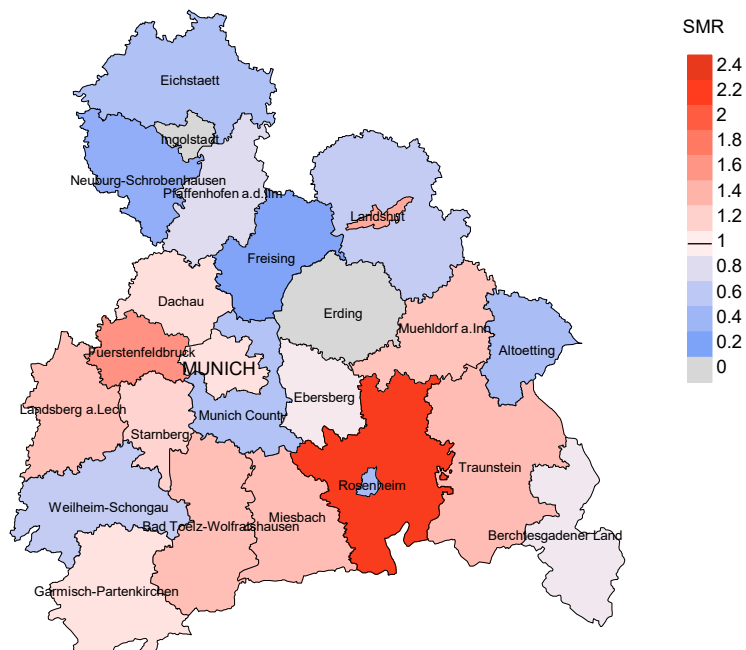 SMR
2.4
2.2
2
1.8
1.6
1.4
1.2
1
0.8
0.6
0.4
0.2
0
Eichstaett
Ingolstadt
Neuburg-Schrobenhausen
Pfaffenhofen a.d.Ilm
Landshut
Freising
Dachau
Erding
Muehldorf a.Inn
Altoetting
Fuerstenfeldbruck
MUNICH
Ebersberg
Landsberg a.Lech
Munich County
Starnberg
Traunstein
Rosenheim
Weilheim-Schongau
Miesbach
Bad Toelz-Wolfratshausen
Berchtesgadener Land
Garmisch-Partenkirchen